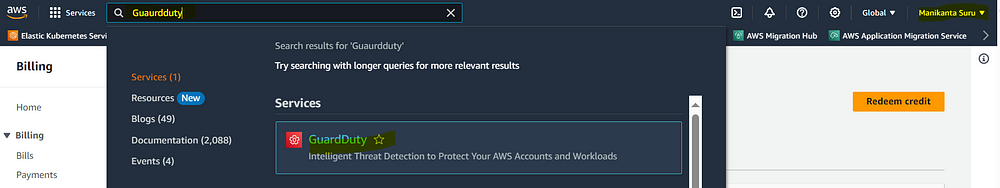 aws
Services
Guaurdduty
Global
Manikanta Suru
Elastic Kubernetes Servi
AWS Migration Hub
AWS Application Migration Service
Billing
Home
Billing
Bills
Payments
Search results for 'Guaurdduty'
Try searching with longer queries for more relevant results
Services (1)
Resources New
Blogs (49)
Documentation (2,088)
Events (4)
Services
GuardDuty
Intelligent Threat Detection to Protect Your AWS Accounts and Workloads
Redeem credit